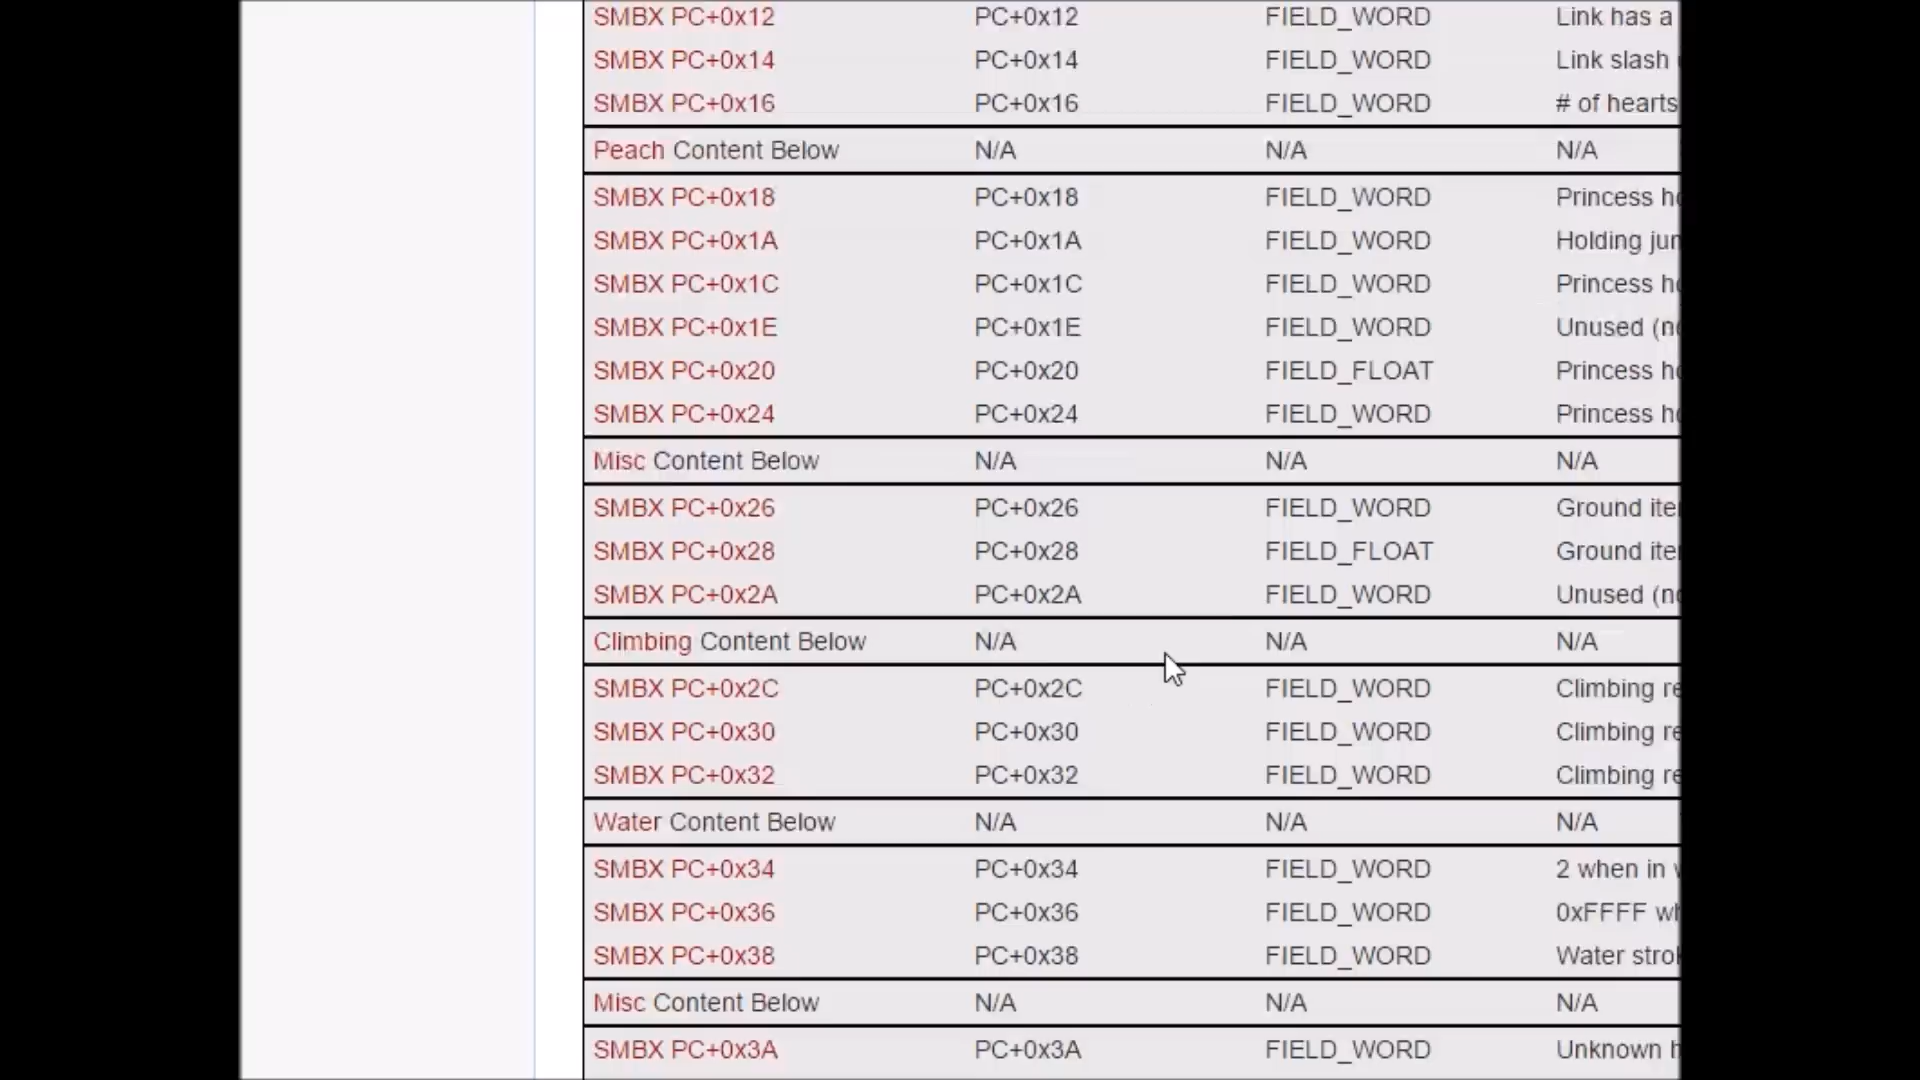 SMBX PC+0x12 PC+0x12 FIELD_WORD Link has a
SMBX PC+0x14 PC+0x14 FIELD_WORD Link slash
SMBX PC+0x16 PC+0x16 FIELD_WORD # of hearts
Peach Content Below N/A N/A N/A
SMBX PC+0x18 PC+0x18 FIELD_WORD Princess
SMBX PC+0x1A PC+0x1A FIELD_WORD Holding
SMBX PC+0x1C PC+0x1C FIELD_WORD Princess
SMBX PC+0x1E PC+0x1E FIELD_WORD Unused
SMBX PC+0x20 PC+0x20 FIELD_FLOAT Princess
SMBX PC+0x24 PC+0x24 FIELD_WORD Princess
Misc Content Below N/A N/A N/A
SMBX PC+0x26 PC+0x26 FIELD_WORD Ground
SMBX PC+0x28 PC+0x28 FIELD_FLOAT Ground
SMBX PC+0x2A PC+0x2A FIELD_WORD Unused
Climbing Content Below N/A N/A N/A
SMBX PC+0x2C PC+0x2C FIELD_WORD Climbing
SMBX PC+0x30 PC+0x30 FIELD_WORD Climbing
SMBX PC+0x32 PC+0x32 FIELD_WORD Climbing
Water Content Below N/A N/A N/A
SMBX PC+0x34 PC+0x34 FIELD_WORD 2 when in
SMBX PC+0x36 PC+0x36 FIELD_WORD 0xFFFF
SMBX PC+0x38 PC+0x38 FIELD_WORD Water
Misc Content Below N/A N/A N/A
SMBX PC+0x3A PC+0x3A FIELD_WORD Unknown